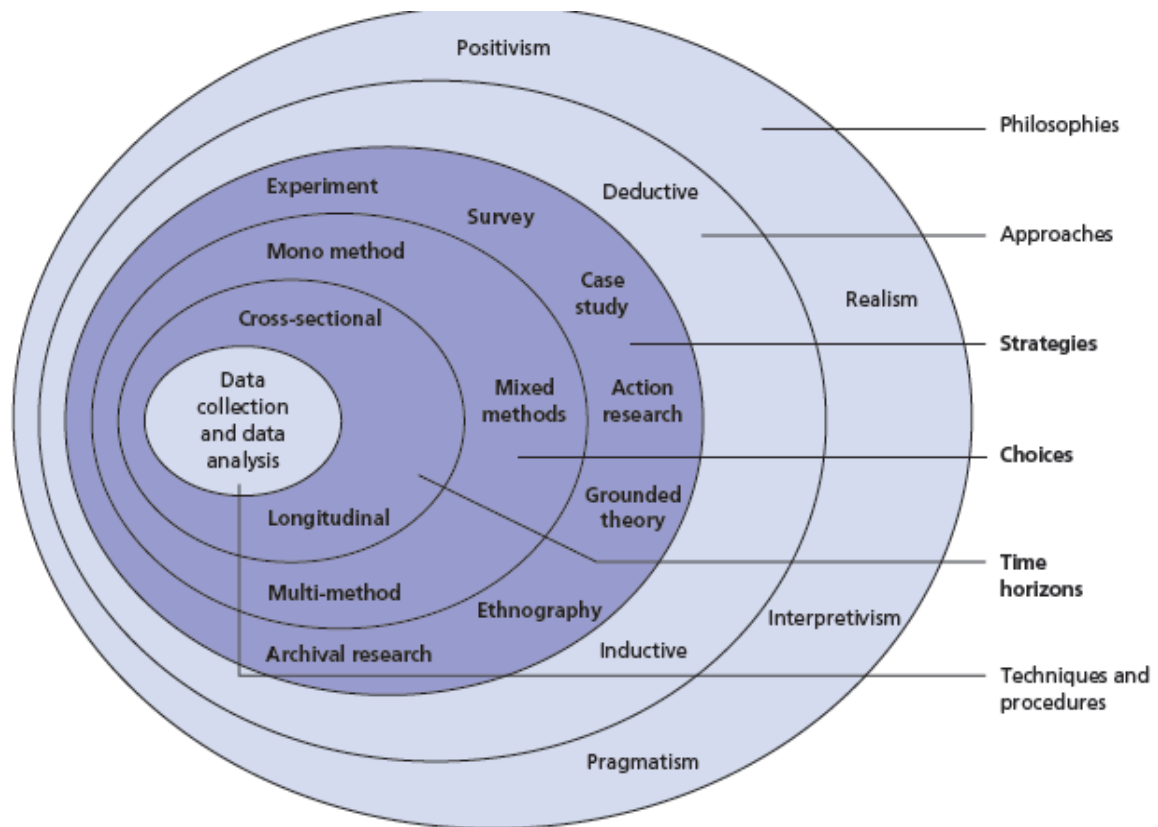 Positivism
Philosophies
Experiment
Deductive
Survey
Approaches
Mono method
Case
study
Realism
Cross-sectional
Strategies
Data
collection
and data
analysis
Mixed
methods
Action
research
Choices
Grounded
theory
Longitudinal
Time
horizons
Multi-method
Ethnography
Interpretivism
Archival research
Inductive
Techniques and
procedures
Pragmatism